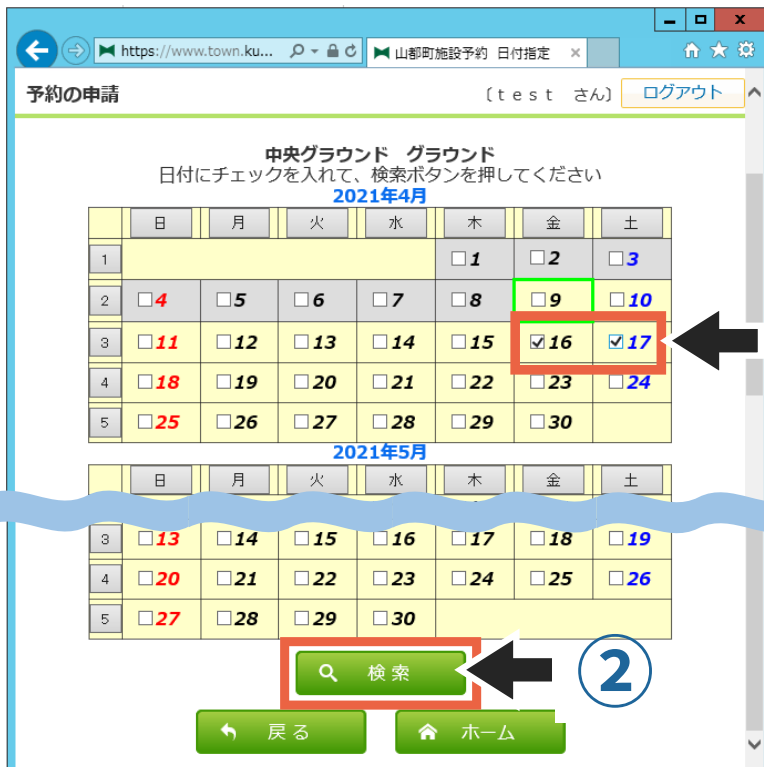 https://www.town.ku... 山都町施設予約 日付指定 ×
予約の申請 〔ｔｅｓｔ さん〕 ログアウト
中央グラウンド グラウンド
日付にチェックを入れて、検索ボタンを押してください
2021年4月
日 月 火 水 木 金 土
1 1 2 3
2 4 5 6 7 8 9 10
3 11 12 13 14 15 16 17
4 18 19 20 21 22 23 24
5 25 26 27 28 29 30
2021年5月
日 月 火 水 木 金 土
3 13 14 15 16 17 18 19
4 20 21 22 23 24 25 26
5 27 28 29 30
検索 ②
戻る ホーム